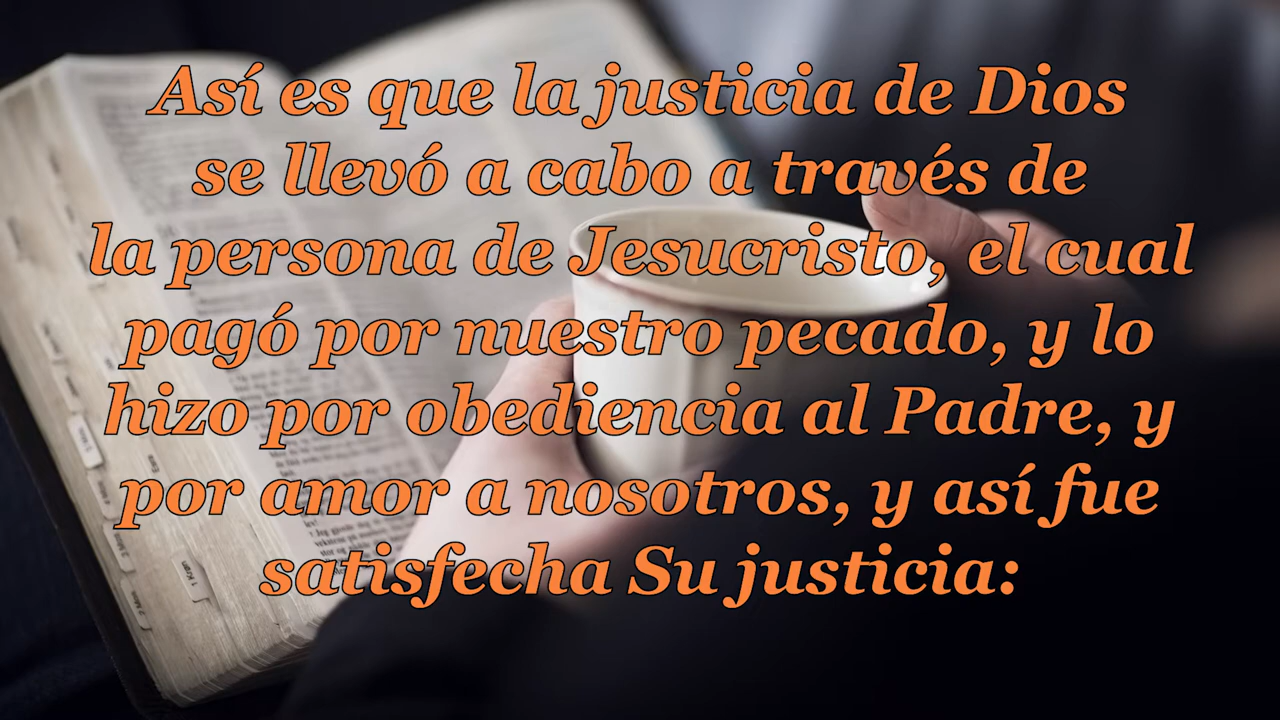 Así es que la justicia de Dios
se llevó a cabo a través de
la persona de Jesucristo, el cual
pagó por nuestro pecado, y lo
hizo por obediencia al Padre, y
por amor a nosotros, y así fue
satisfecha Su justicia: